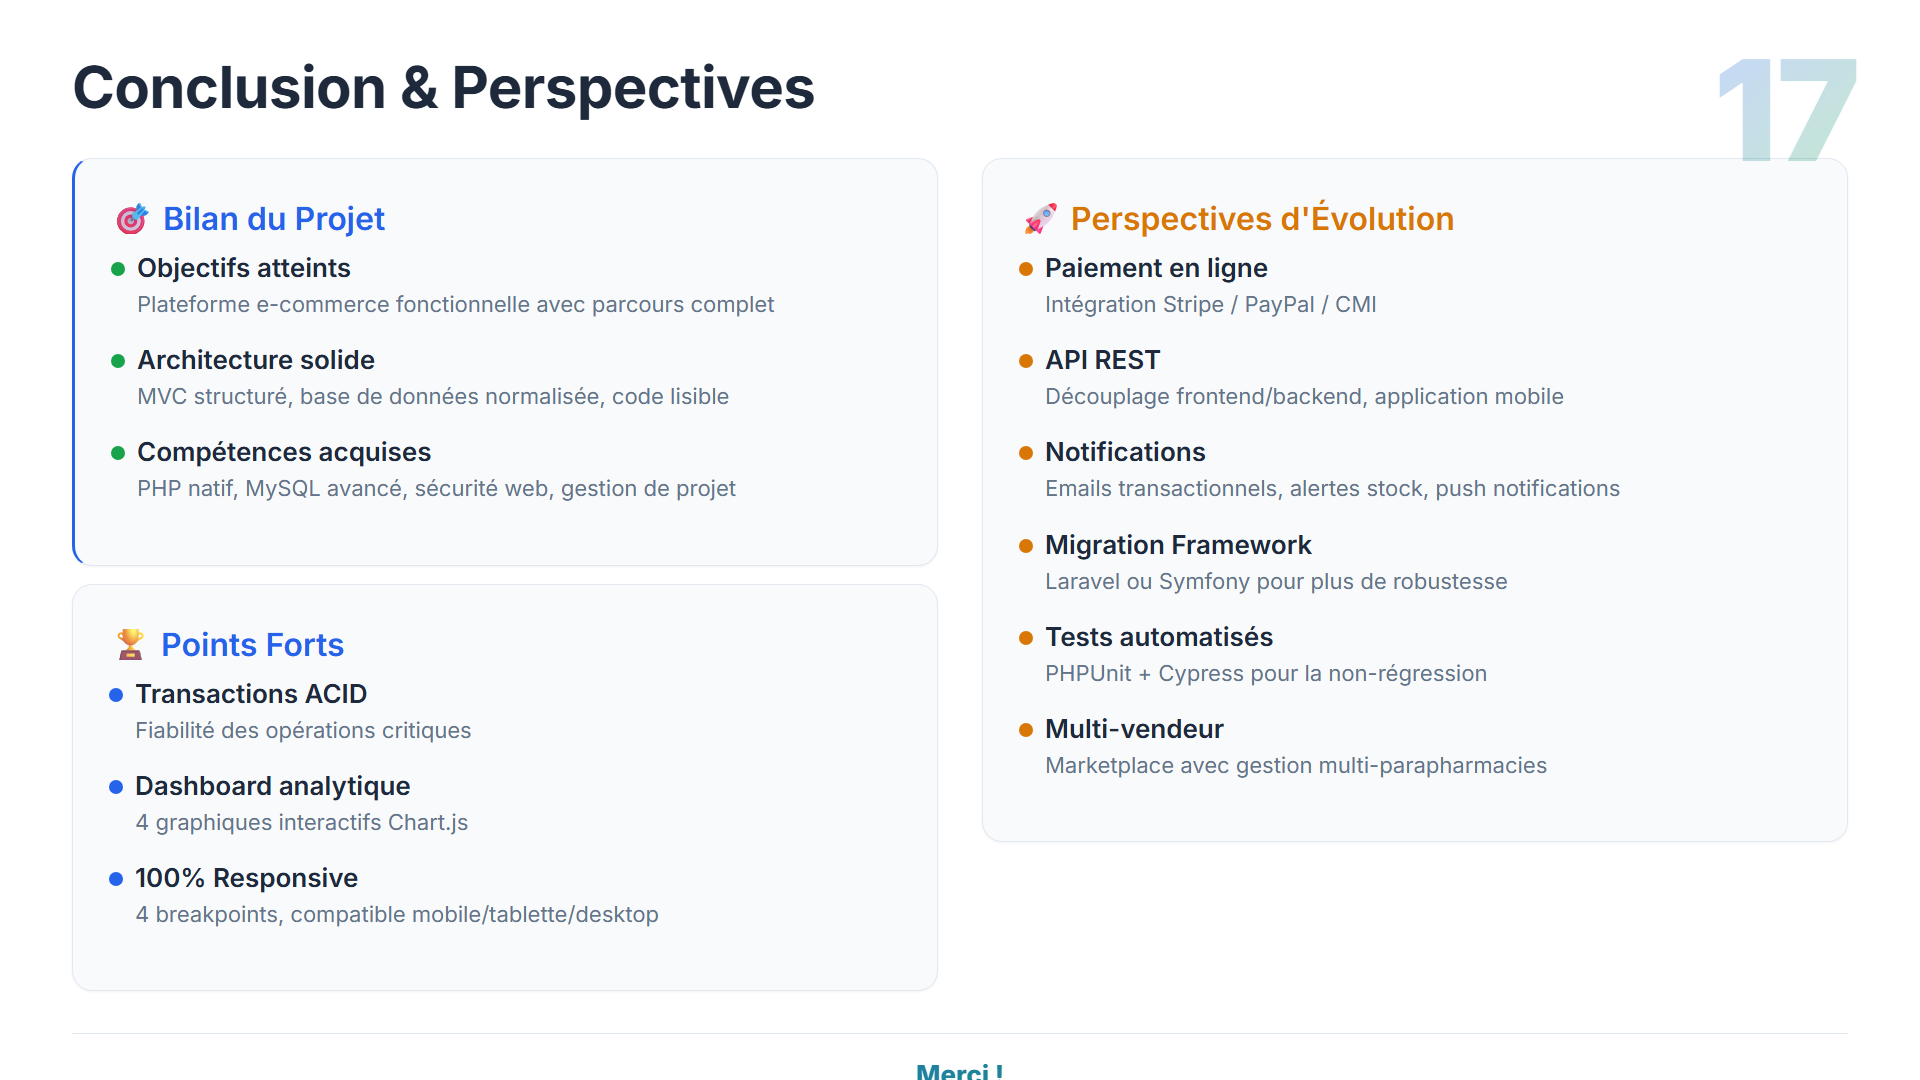 Conclusion & Perspectives
17
🎯 Bilan du Projet
Objectifs atteints
Plateforme e-commerce fonctionnelle avec parcours complet
Architecture solide
MVC structuré, base de données normalisée, code lisible
Compétences acquises
PHP natif, MySQL avancé, sécurité web, gestion de projet
🏆 Points Forts
Transactions ACID
Fiabilité des opérations critiques
Dashboard analytique
4 graphiques interactifs Chart.js
100% Responsive
4 breakpoints, compatible mobile/tablette/desktop
🚀 Perspectives d'Évolution
Paiement en ligne
Intégration Stripe / PayPal / CMI
API REST
Découplage frontend/backend, application mobile
Notifications
Emails transactionnels, alertes stock, push notifications
Migration Framework
Laravel ou Symfony pour plus de robustesse
Tests automatisés
PHPUnit + Cypress pour la non-régression
Multi-vendeur
Marketplace avec gestion multi-parapharmacies
Merci !